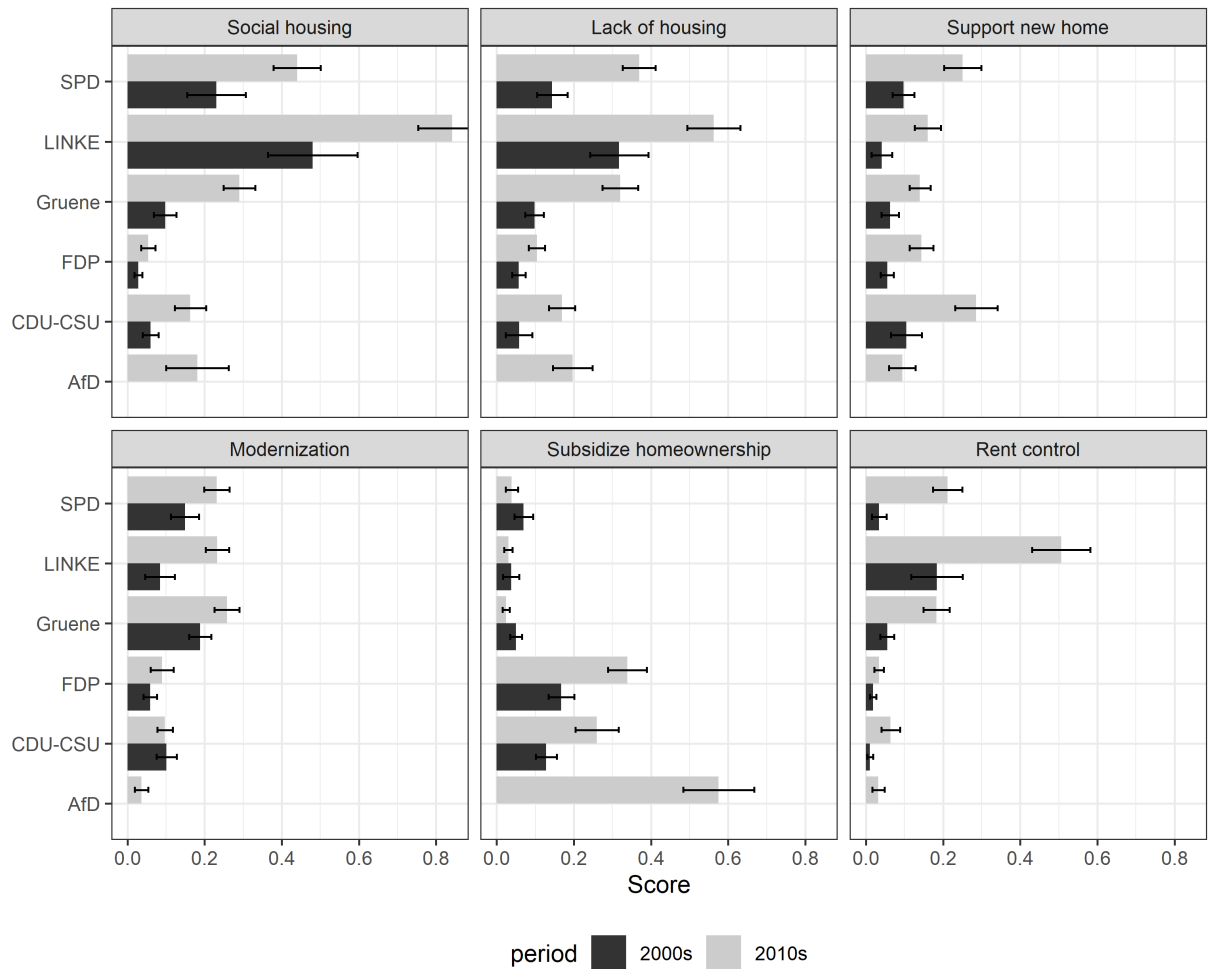 Social housing Lack of housing Support new home
SPD
LINKE
Gruene
FDP
CDU-CSU
AfD
Modernization Subsidize homeownership Rent control
SPD
LINKE
Gruene
FDP
CDU-CSU
AfD
0.0 0.2 0.4 0.6 0.8 0.0 0.2 0.4 0.6 0.8 0.0 0.2 0.4 0.6 0.8
Score
period 2000s 2010s